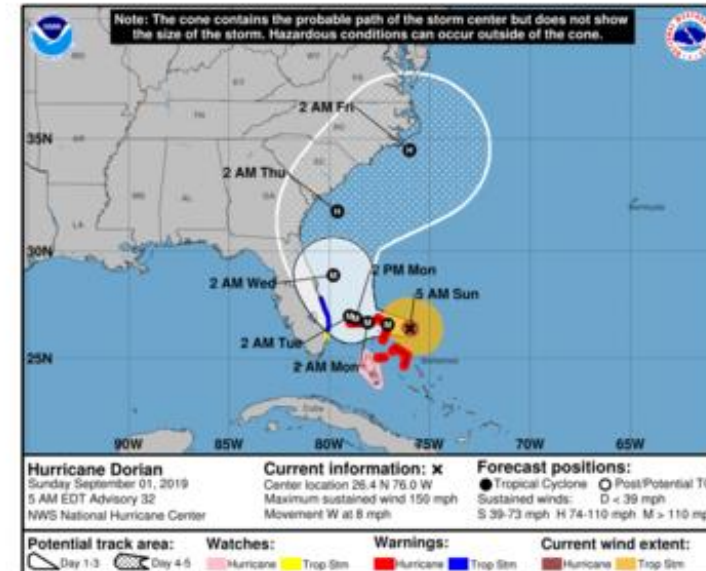 Note: The cone contains the probable path of the storm center but does not show
the size of the storm. Hazardous conditions can occur outside of the cone.
2 AM Fri
35N
2 AM Thu
30N
2 PM Mon
2 AM Wed
5 AM Sun
2 AM Tue
25N
2 AM Mon
Cuba
90W 85W 80W 75W 70W 65W
Hurricane Dorian
Sunday September 01, 2019
5 AM EDT Advisory 32
NWS National Hurricane Center
Current information: x
Center location 26.4 N 76.0 W
Maximum sustained wind 150 mph
Movement W at 8 mph
Forecast positions:
Tropical Cyclone Post/Potential T
Sustained winds: D < 39 mph
S 39-73 mph H 74-110 mph M > 110 mph
Potential track area:
Day 1-3 Day 4-5
Watches:
Hurricane Trop Stm
Warnings:
Hurricane Trop Stm
Current wind extent:
Hurricane Trop Stm